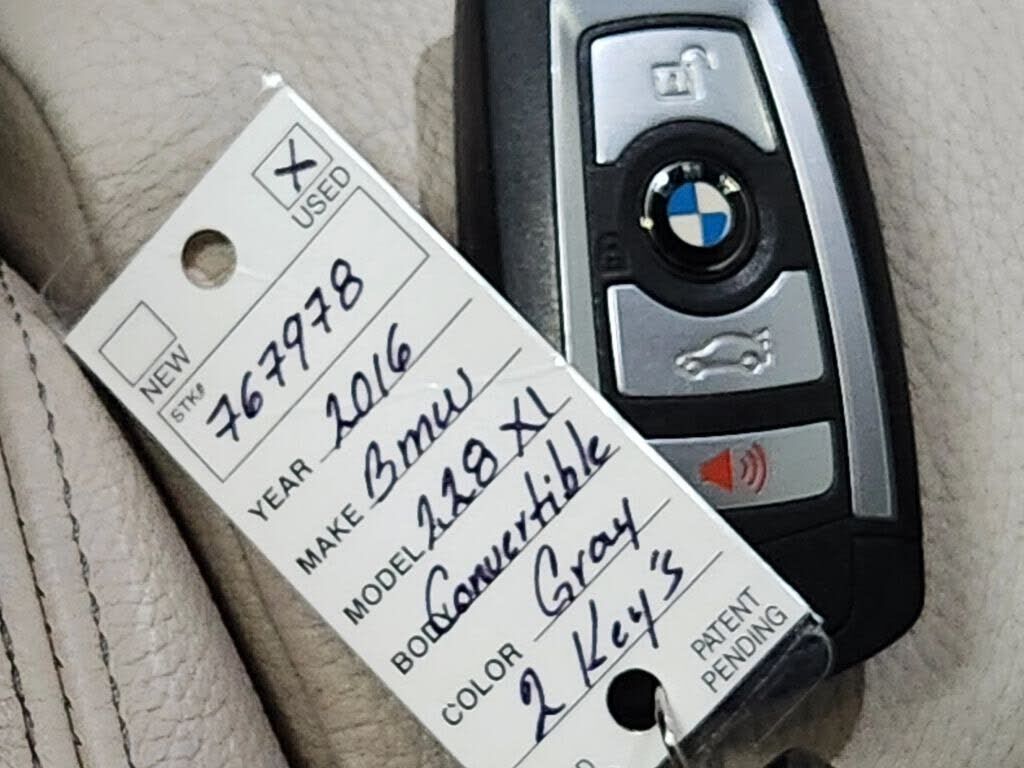 X
USED
NEW
STK# 767978
YEAR 2016
MAKE Bmw
MODEL 228 XI
BODY Convertible
COLOR Gray
2 Key's
PATENT
PENDING
BMW